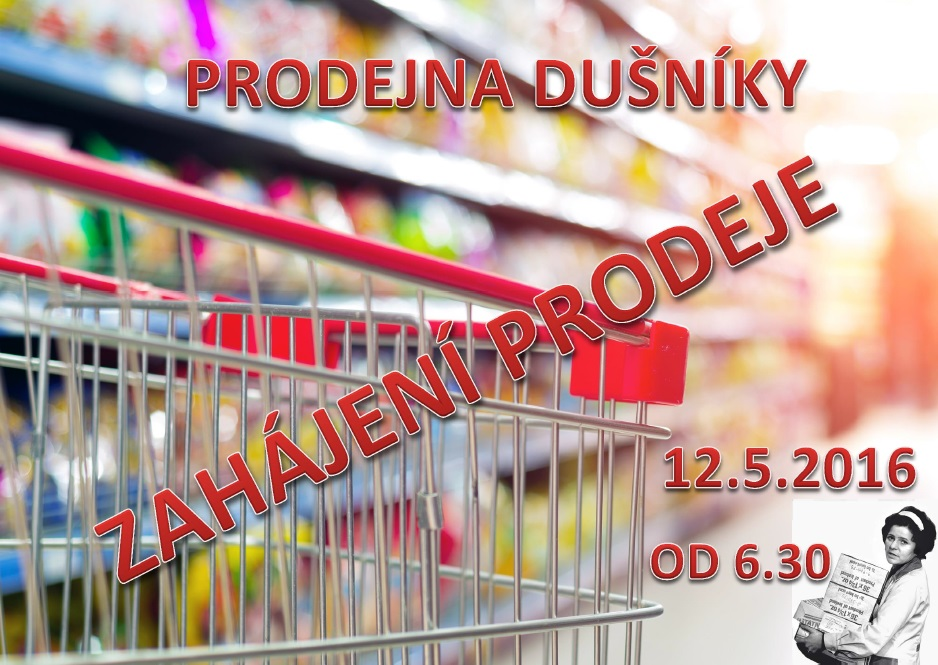 PRODEJNA DUŠNÍKY
ZAHÁJENÍ PRODEJE
12.5.2016
OD 6.30